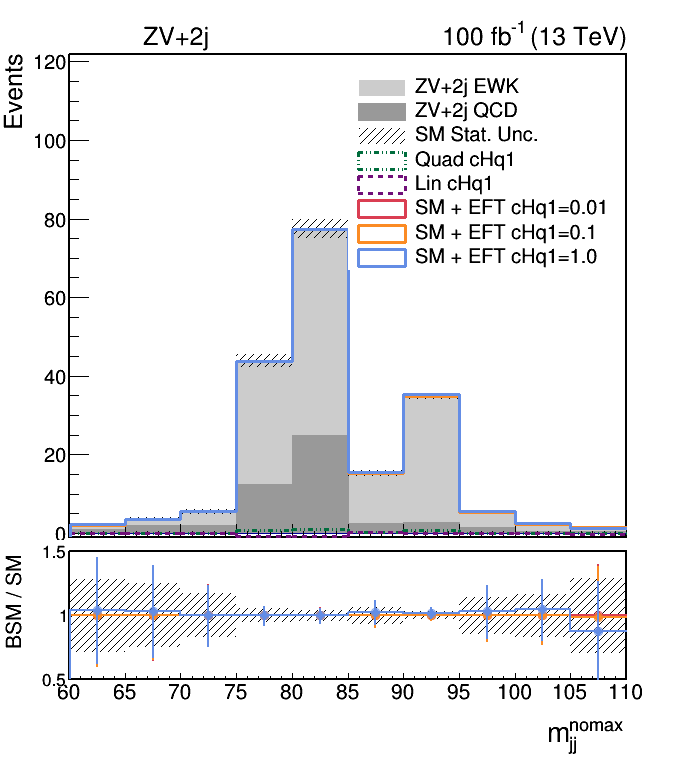 ZV+2j 100 fb-1 (13 TeV)
Events
120
100
80
60
40
20
0
ZV+2j EWK
ZV+2j QCD
SM Stat. Unc.
Quad cHq1
Lin cHq1
SM + EFT cHq1=0.01
SM + EFT cHq1=0.1
SM + EFT cHq1=1.0
BSM / SM
1.5
1
0.5
60 65 70 75 80 85 90 95 100 105 110
m_jj^nomax